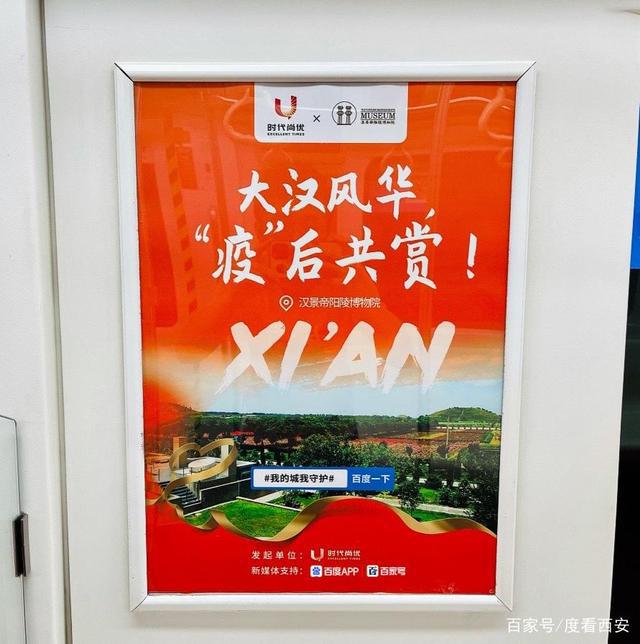 时代尚优
EXCELLENT TIMES
×
MUSEUM
大汉风华，
“疫”后共赏！
汉景帝阳陵博物院
XI'AN
#我的城我守护# 百度一下
发起单位： 时代尚优
EXCELLENT TIMES
新媒体支持： 百度APP 百家号
百家号/度看西安